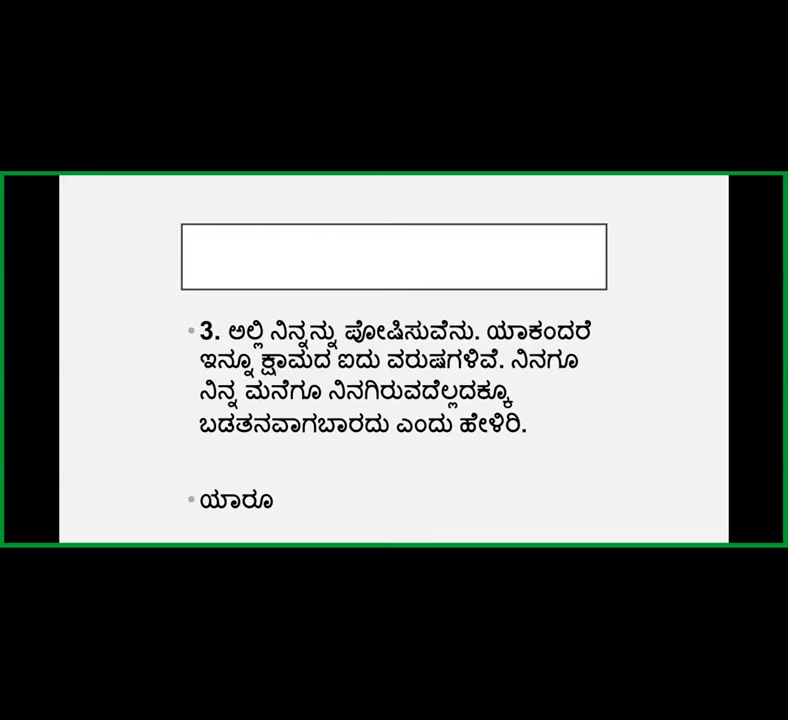 • 3. ಅಲ್ಲಿ ನಿನ್ನನ್ನು ಪೋಷಿಸುವೆನು. ಯಾಕಂದರೆ
ಇನ್ನೂ ಕ್ಷಾಮದ ಐದು ವರುಷಗಳಿವೆ. ನಿನಗೂ
ನಿನ್ನ ಮನೆಗೂ ನಿನಗಿರುವದೆಲ್ಲದಕ್ಕೂ
ಬಡತನವಾಗಬಾರದು ಎಂದು ಹೇಳಿರಿ.
• ಯಾರೂ